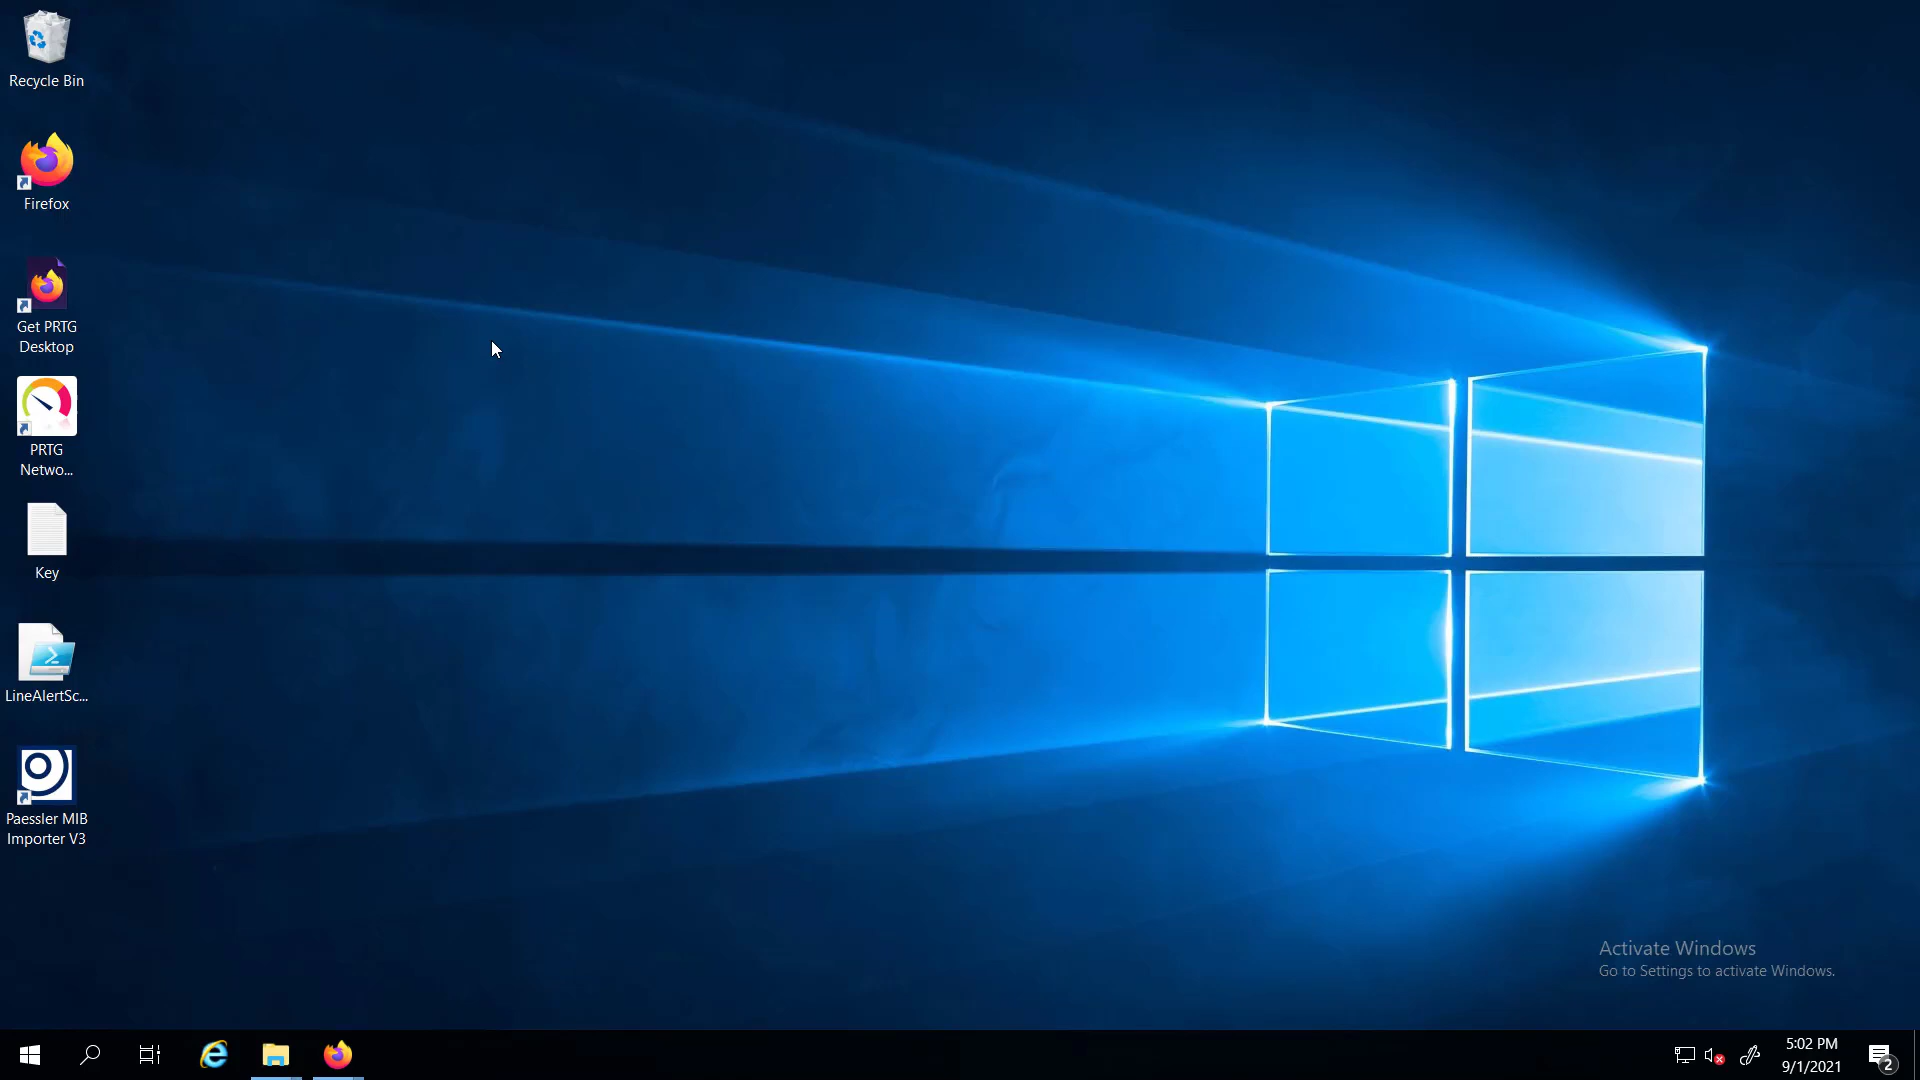 Recycle Bin
Firefox
Get PRTG
Desktop
PRTG
Netwo...
Key
LineAlertSc...
Paessler MIB
Importer V3
Activate Windows
Go to Settings to activate Windows.
5:02 PM
9/1/2021
2